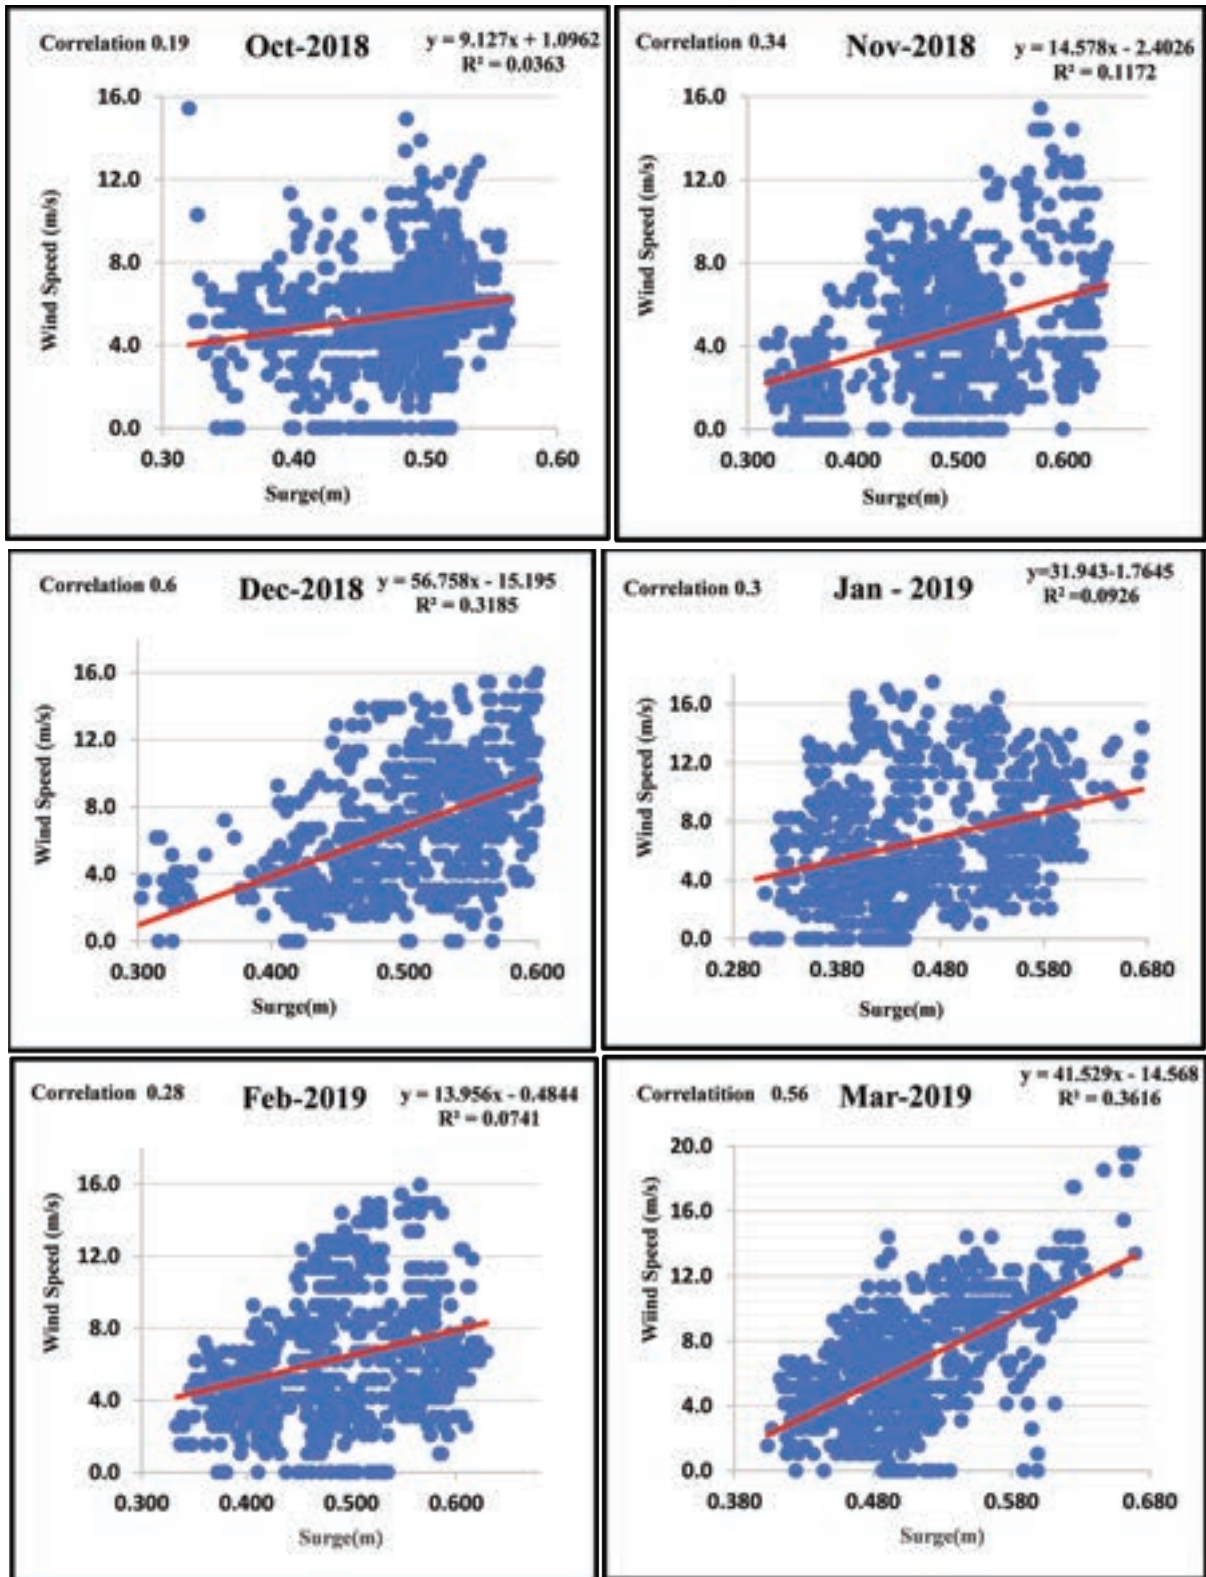 Correlation 0.19 Oct-2018 y = 9.127x + 1.0962
R² = 0.0363
16.0
12.0
8.0
4.0
0.0
Wind Speed (m/s)
0.30 0.40 0.50 0.60
Surge(m)
Correlation 0.34 Nov-2018 y = 14.578x - 2.4026
R² = 0.1172
16.0
12.0
8.0
4.0
0.0
Wind Speed (m/s)
0.300 0.400 0.500 0.600
Surge(m)
Correlation 0.6 Dec-2018 y = 56.758x - 15.195
R² = 0.3185
16.0
12.0
8.0
4.0
0.0
Wind Speed (m/s)
0.300 0.400 0.500 0.600
Surge(m)
Correlation 0.3 Jan - 2019 y=31.943-1.7645
R² =0.0926
16.0
12.0
8.0
4.0
0.0
Wind Speed (m/s)
0.280 0.380 0.480 0.580 0.680
Surge(m)
Correlation 0.28 Feb-2019 y = 13.956x - 0.4844
R² = 0.0741
16.0
12.0
8.0
4.0
0.0
Wind Speed (m/s)
0.300 0.400 0.500 0.600
Surge(m)
Correlatition 0.56 Mar-2019 y = 41.529x - 14.568
R² = 0.3616
20.0
16.0
12.0
8.0
4.0
0.0
Wiind Speed (m/s)
0.380 0.480 0.580 0.680
Surge(m)